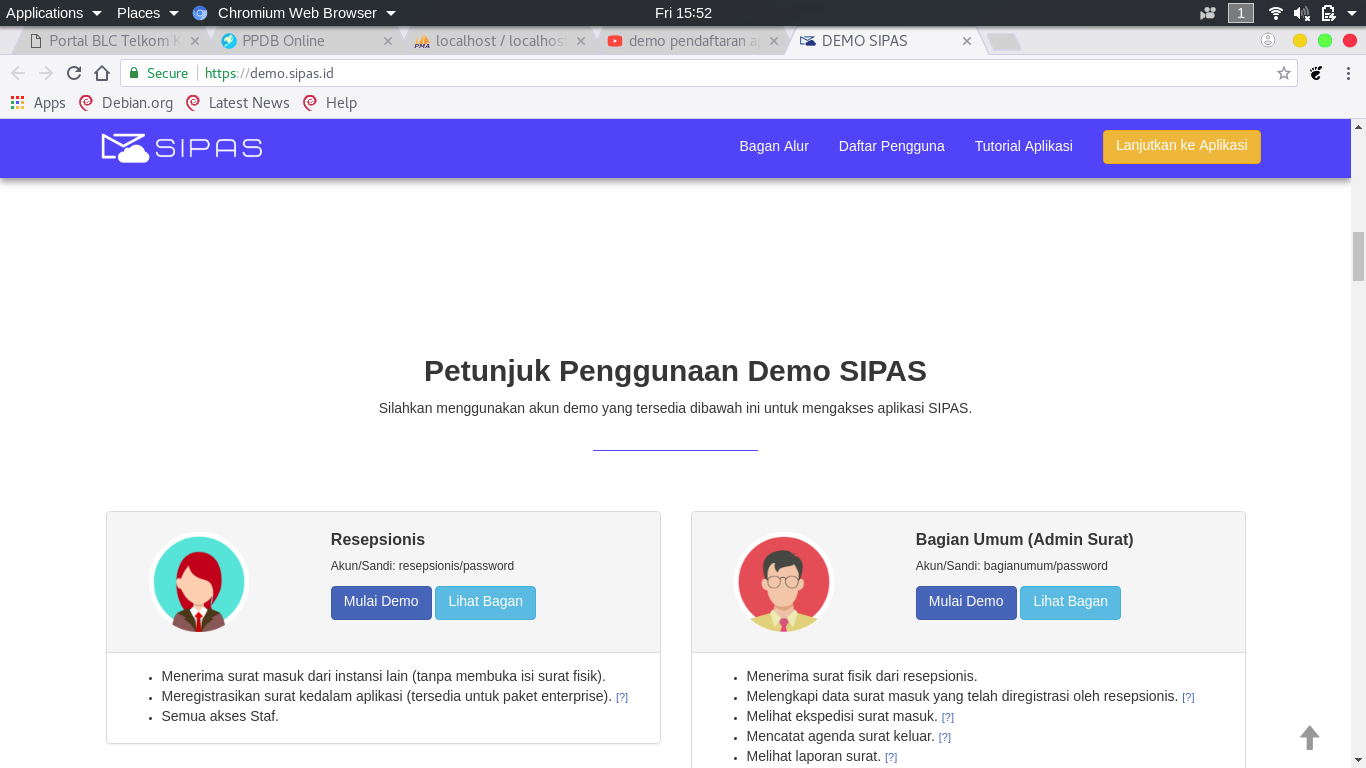 Applications Places Chromium Web Browser Fri 15:52 1
Portal BLC Telkom K PPDB Online localhost / localhost demo pendaftaran a DEMO SIPAS
Secure https://demo.sipas.id
Apps Debian.org Latest News Help
SIPAS Bagan Alur Daftar Pengguna Tutorial Aplikasi Lanjutkan ke Aplikasi
Petunjuk Penggunaan Demo SIPAS
Silahkan menggunakan akun demo yang tersedia dibawah ini untuk mengakses aplikasi SIPAS.
Resepsionis
Akun/Sandi: resepsionis/password
Mulai Demo Lihat Bagan
• Menerima surat masuk dari instansi lain (tanpa membuka isi surat fisik).
• Meregistrasikan surat kedalam aplikasi (tersedia untuk paket enterprise). [?]
• Semua akses Staf.
Bagian Umum (Admin Surat)
Akun/Sandi: bagianumum/password
Mulai Demo Lihat Bagan
• Menerima surat fisik dari resepsionis.
• Melengkapi data surat masuk yang telah diregistrasi oleh resepsionis. [?]
• Melihat ekspedisi surat masuk. [?]
• Mencatat agenda surat keluar. [?]
• Melihat laporan surat. [?]